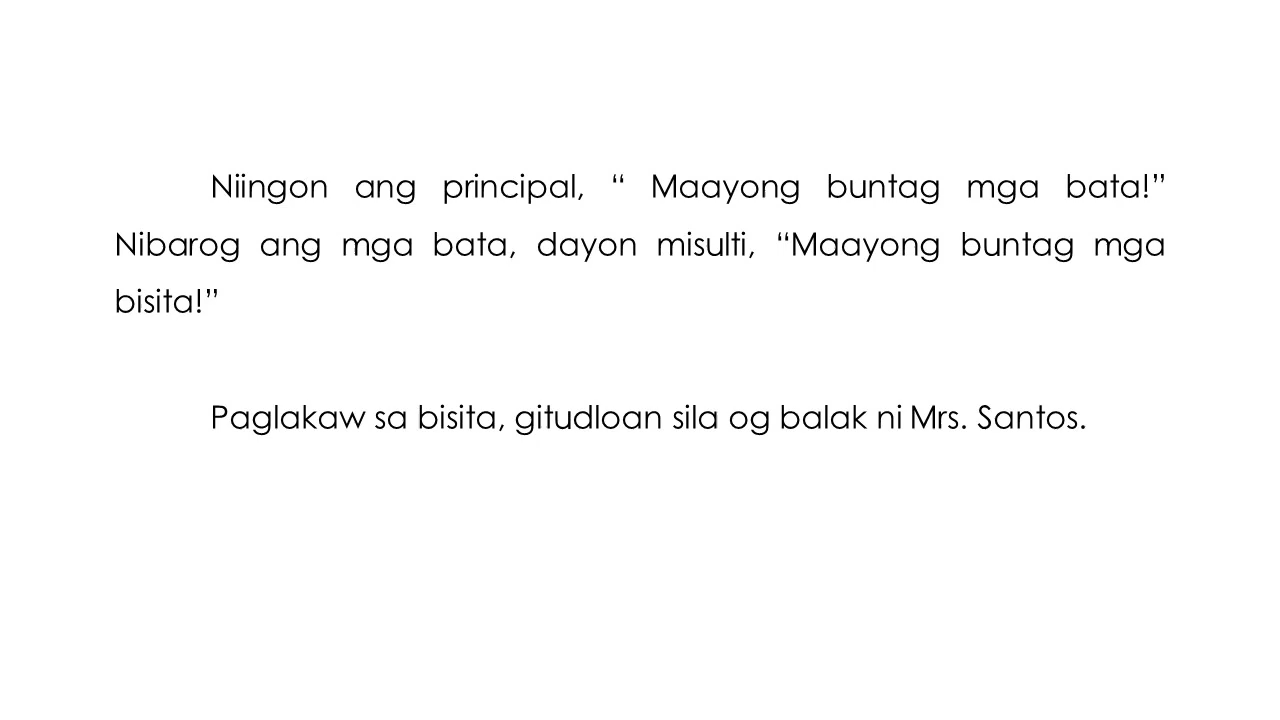 Niingon ang principal, “ Maayong buntag mga bata!”
Nibarog ang mga bata, dayon misulti, “Maayong buntag mga
bisita!”
Paglakaw sa bisita, gitudloan sila og balak ni Mrs. Santos.